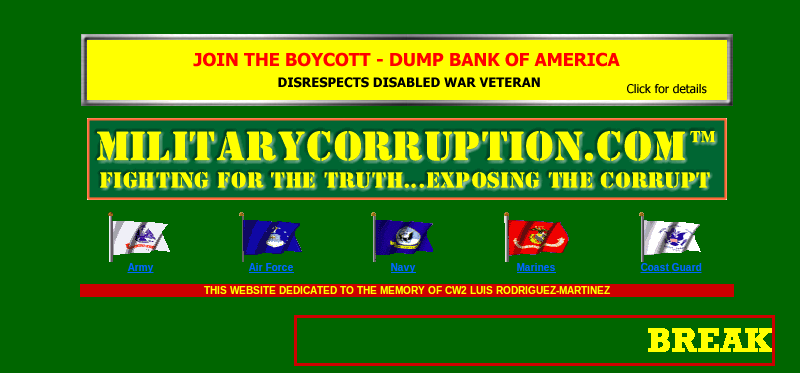 JOIN THE BOYCOTT - DUMP BANK OF AMERICA
DISRESPECTS DISABLED WAR VETERAN
Click for details
MILITARYCORRUPTION.COM™
FIGHTING FOR THE TRUTH...EXPOSING THE CORRUPT
Army Air Force Navy Marines Coast Guard
THIS WEBSITE DEDICATED TO THE MEMORY OF CW2 LUIS RODRIGUEZ-MARTINEZ
BREAK